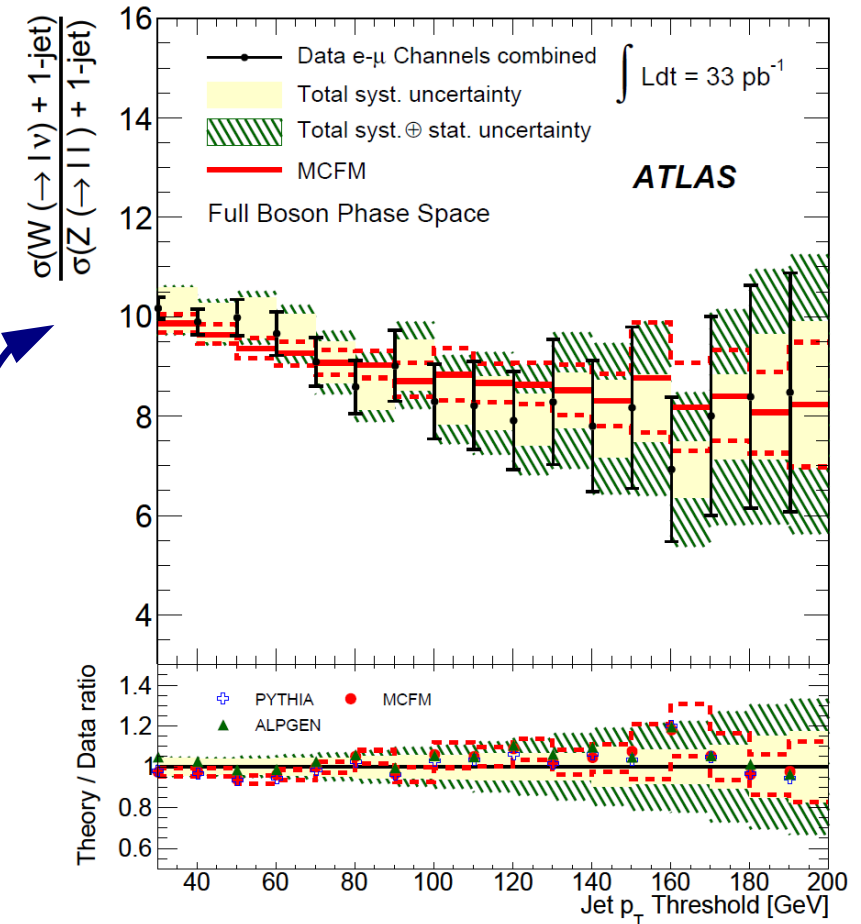 σ(W (→ l ν) + 1-jet)
σ(Z (→ l l ) + 1-jet)
16
14
12
10
8
6
4
Data e-μ Channels combined
Total syst. uncertainty
Total syst. ⊕ stat. uncertainty
MCFM
Full Boson Phase Space
∫ Ldt = 33 pb⁻¹
ATLAS
Theory / Data ratio
1.4
1.2
1
0.8
0.6
PYTHIA
MCFM
ALPGEN
40 60 80 100 120 140 160 180 200
Jet p_T Threshold [GeV]